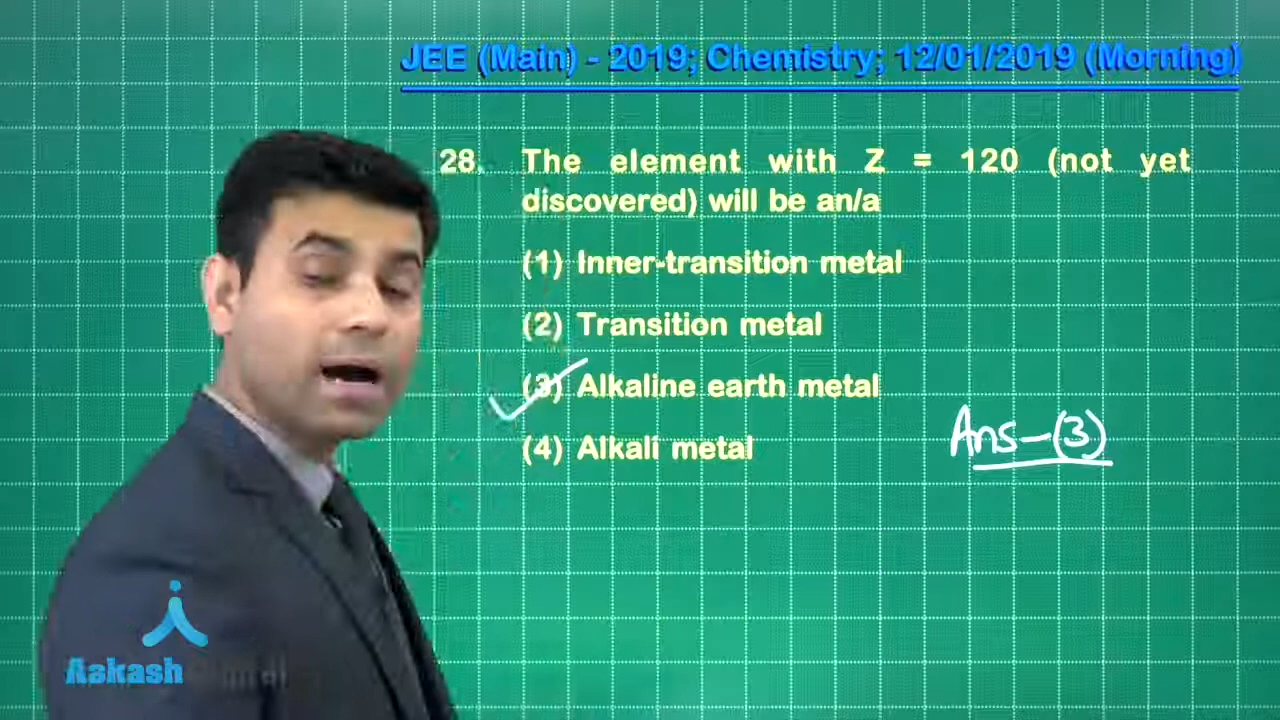 JEE (Main) - 2019; Chemistry; 12/01/2019 (Morning)
28. The element with Z = 120 (not yet
discovered) will be an/a
(1) Inner-transition metal
(2) Transition metal
(3) Alkaline earth metal
(4) Alkali metal
Ans-(3)
Aakash